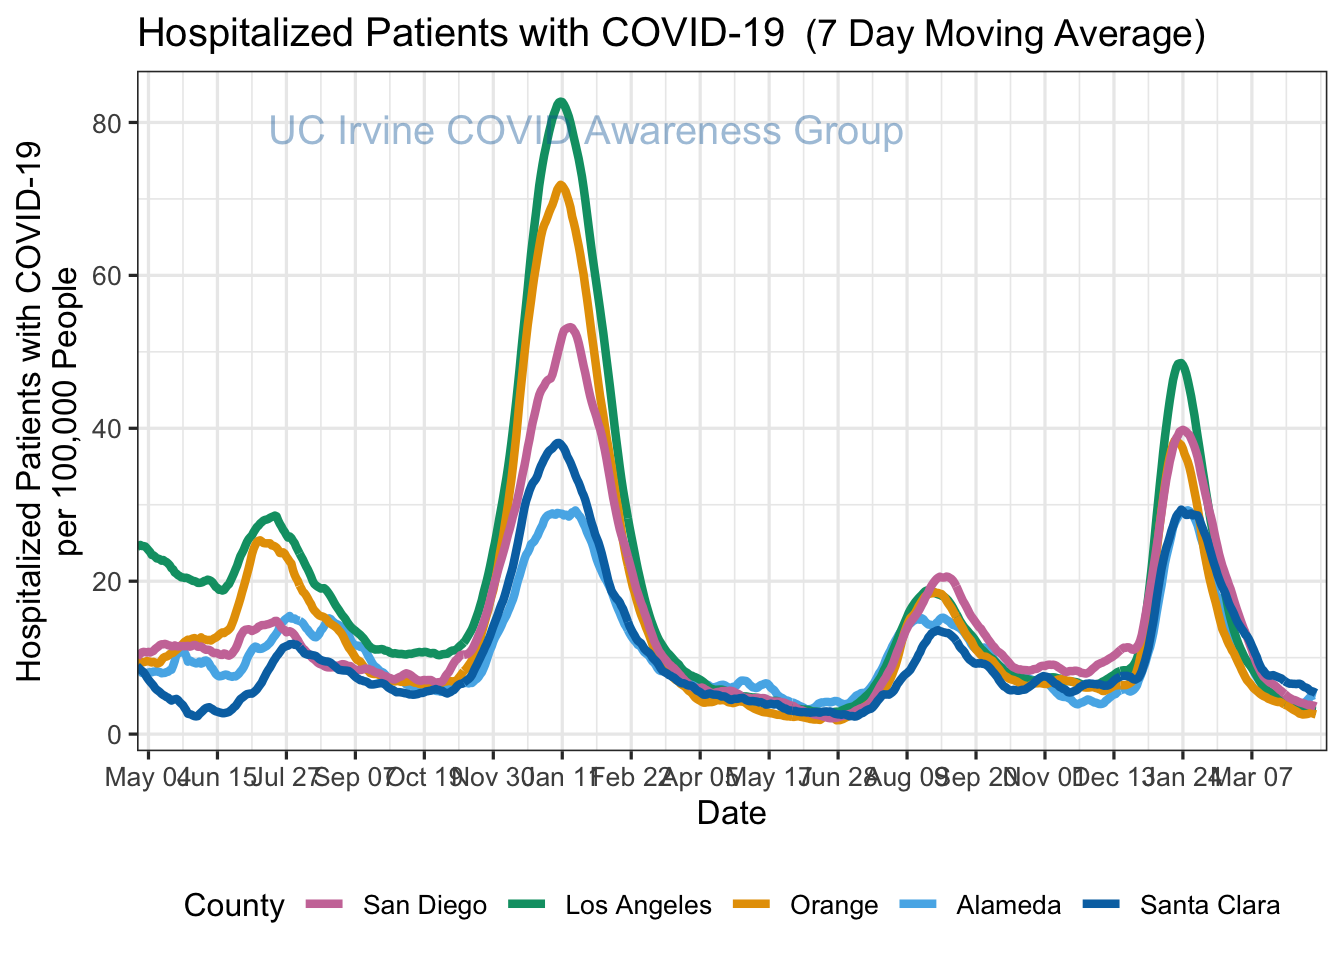 Hospitalized Patients with COVID-19 (7 Day Moving Average)
UC Irvine COVID Awareness Group
Hospitalized Patients with COVID-19
per 100,000 People
80
60
40
20
0
May 04 Jun 15 Jul 27 Sep 07 Oct 19 Nov 30 Jan 11 Feb 22 Apr 05 May 17 Jun 28 Aug 09 Sep 20 Nov 01 Dec 13 Jan 24 Mar 07
Date
County San Diego Los Angeles Orange Alameda Santa Clara